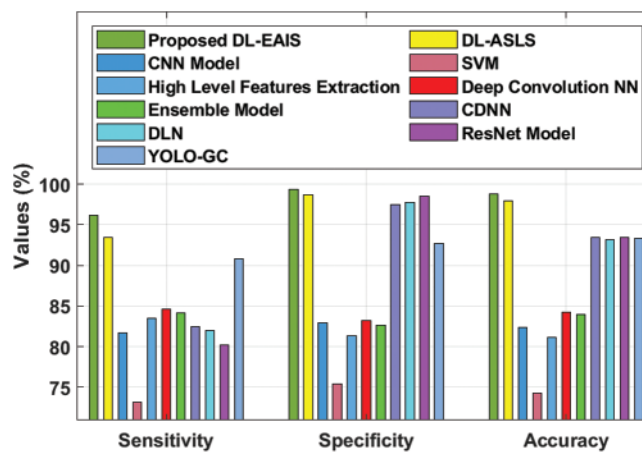 Proposed DL-EAIS
DL-ASLS
CNN Model
SVM
High Level Features Extraction
Deep Convolution NN
Ensemble Model
CDNN
DLN
ResNet Model
YOLO-GC
Values (%)
100
95
90
85
80
75
Sensitivity
Specificity
Accuracy